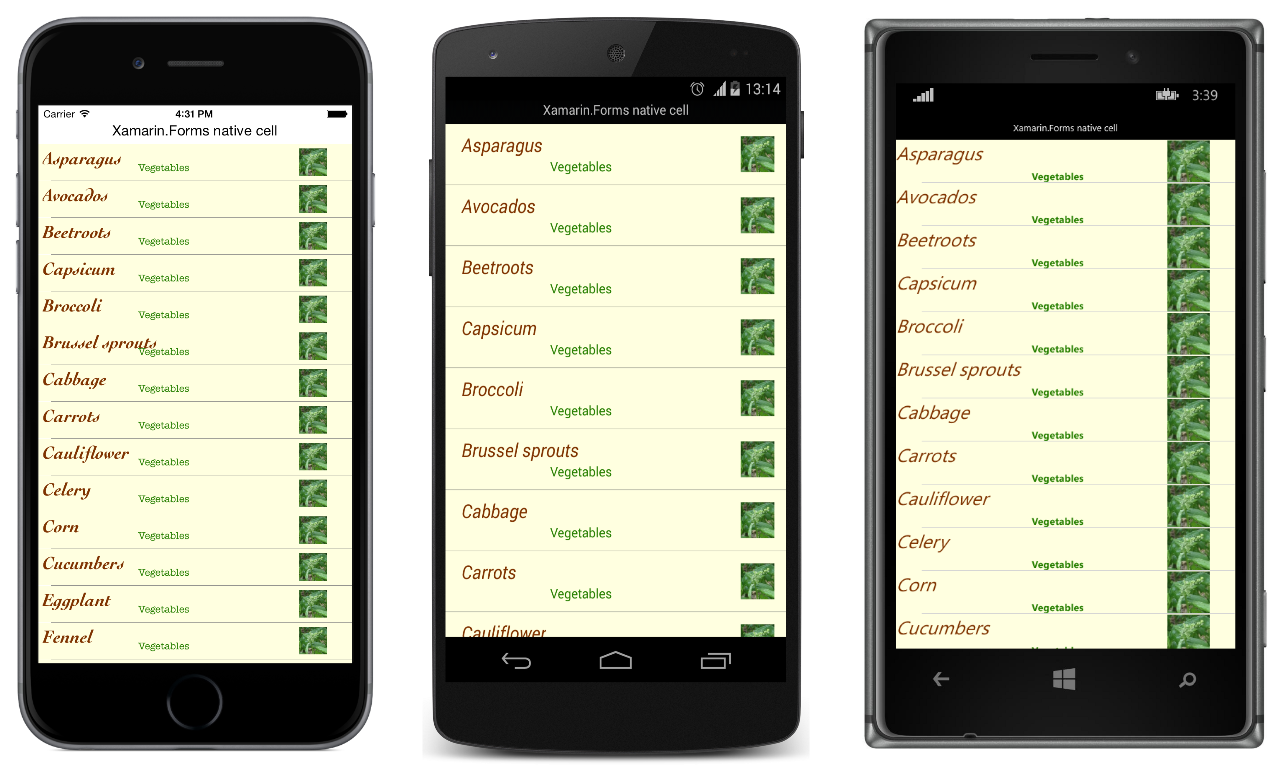 Carrier 4:31 PM
Xamarin.Forms native cell
Asparagus
Vegetables
Avocados
Vegetables
Beetroots
Vegetables
Capsicum
Vegetables
Broccoli
Vegetables
Brussel sprouts
Vegetables
Cabbage
Vegetables
Carrots
Vegetables
Cauliflower
Vegetables
Celery
Vegetables
Corn
Vegetables
Cucumbers
Vegetables
Eggplant
Vegetables
Fennel
Vegetables
13:14
Xamarin.Forms native cell
Asparagus
Vegetables
Avocados
Vegetables
Beetroots
Vegetables
Capsicum
Vegetables
Broccoli
Vegetables
Brussel sprouts
Vegetables
Cabbage
Vegetables
Carrots
Vegetables
Cauliflower
3:39
Xamarin.Forms native cell
Asparagus
Vegetables
Avocados
Vegetables
Beetroots
Vegetables
Capsicum
Vegetables
Broccoli
Vegetables
Brussel sprouts
Vegetables
Cabbage
Vegetables
Carrots
Vegetables
Cauliflower
Vegetables
Celery
Vegetables
Corn
Vegetables
Cucumbers